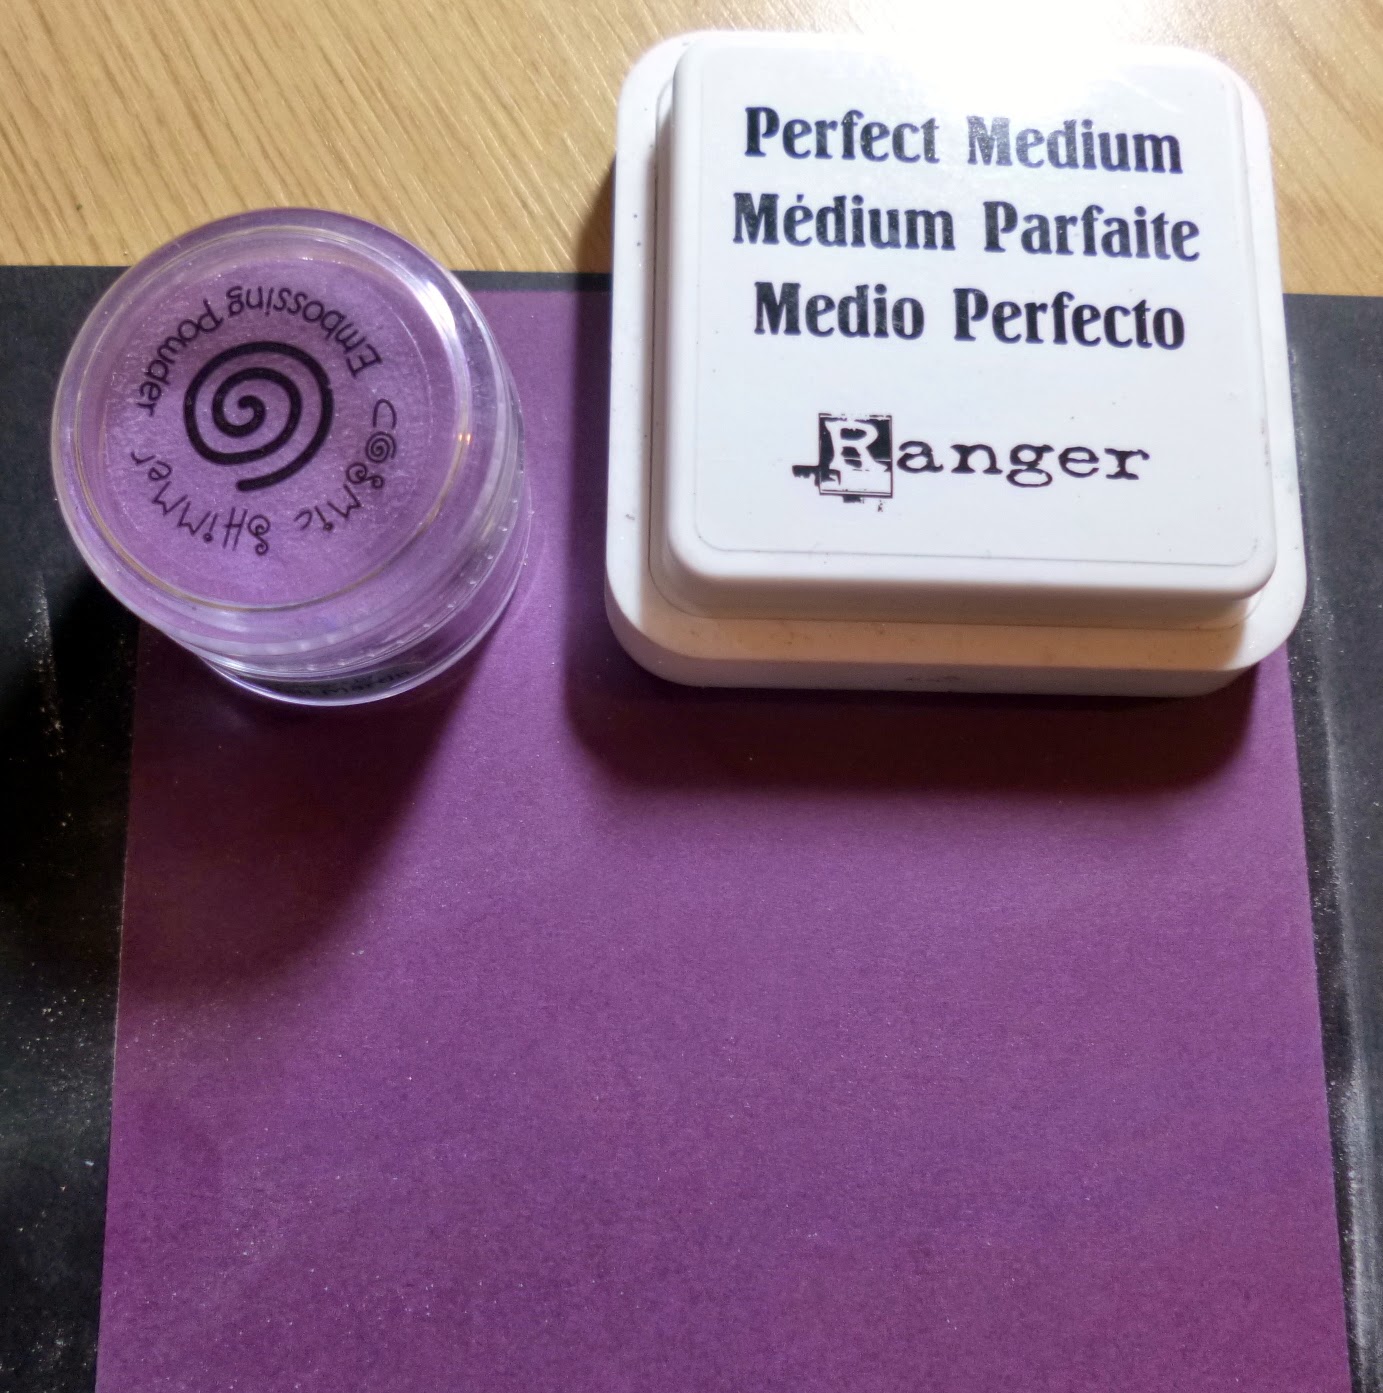 Perfect Medium
Médium Parfaite
Medio Perfecto
Ranger
Cosmic Shimmer
Embossing Powder